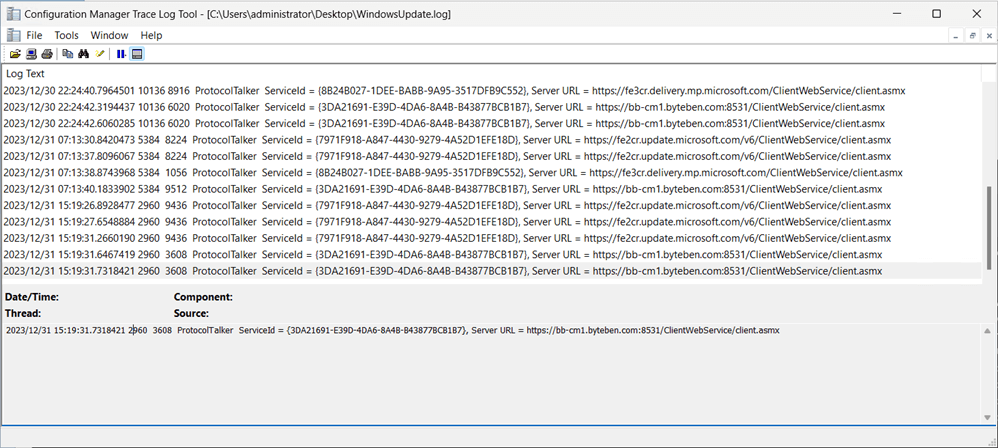 Configuration Manager Trace Log Tool - [C:\Users\administrator\Desktop\WindowsUpdate.log]
File Tools Window Help
Log Text
2023/12/30 22:24:40.7964501 10136 8916 ProtocolTalker ServiceId = {8B24B027-1DEE-BABB-9A95-3517DFB9C552}, Server URL = https://fe3cr.delivery.mp.microsoft.com/ClientWebService/client.asmx
2023/12/30 22:24:42.3194437 10136 6020 ProtocolTalker ServiceId = {3DA21691-E39D-4DA6-8A4B-B43877BCB1B7}, Server URL = https://bb-cm1.byteben.com:8531/ClientWebService/client.asmx
2023/12/30 22:24:42.6060285 10136 6020 ProtocolTalker ServiceId = {3DA21691-E39D-4DA6-8A4B-B43877BCB1B7}, Server URL = https://bb-cm1.byteben.com:8531/ClientWebService/client.asmx
2023/12/31 07:13:30.8420473 5384 8224 ProtocolTalker ServiceId = {7971F918-A847-4430-9279-4A52D1EFE18D}, Server URL = https://fe2cr.update.microsoft.com/v6/ClientWebService/client.asmx
2023/12/31 07:13:37.8096067 5384 8224 ProtocolTalker ServiceId = {7971F918-A847-4430-9279-4A52D1EFE18D}, Server URL = https://fe2cr.update.microsoft.com/v6/ClientWebService/client.asmx
2023/12/31 07:13:38.8743968 5384 1056 ProtocolTalker ServiceId = {8B24B027-1DEE-BABB-9A95-3517DFB9C552}, Server URL = https://fe3cr.delivery.mp.microsoft.com/ClientWebService/client.asmx
2023/12/31 07:13:40.1833902 5384 9512 ProtocolTalker ServiceId = {3DA21691-E39D-4DA6-8A4B-B43877BCB1B7}, Server URL = https://bb-cm1.byteben.com:8531/ClientWebService/client.asmx
2023/12/31 15:19:26.8928477 2960 9436 ProtocolTalker ServiceId = {7971F918-A847-4430-9279-4A52D1EFE18D}, Server URL = https://fe2cr.update.microsoft.com/v6/ClientWebService/client.asmx
2023/12/31 15:19:27.6548884 2960 9436 ProtocolTalker ServiceId = {7971F918-A847-4430-9279-4A52D1EFE18D}, Server URL = https://fe2cr.update.microsoft.com/v6/ClientWebService/client.asmx
2023/12/31 15:19:31.2660190 2960 9436 ProtocolTalker ServiceId = {7971F918-A847-4430-9279-4A52D1EFE18D}, Server URL = https://fe2cr.update.microsoft.com/v6/ClientWebService/client.asmx
2023/12/31 15:19:31.6467419 2960 3608 ProtocolTalker ServiceId = {3DA21691-E39D-4DA6-8A4B-B43877BCB1B7}, Server URL = https://bb-cm1.byteben.com:8531/ClientWebService/client.asmx
2023/12/31 15:19:31.7318421 2960 3608 ProtocolTalker ServiceId = {3DA21691-E39D-4DA6-8A4B-B43877BCB1B7}, Server URL = https://bb-cm1.byteben.com:8531/ClientWebService/client.asmx
Date/Time: Component:
Thread: Source:
2023/12/31 15:19:31.7318421 2960 3608 ProtocolTalker ServiceId = {3DA21691-E39D-4DA6-8A4B-B43877BCB1B7}, Server URL = https://bb-cm1.byteben.com:8531/ClientWebService/client.asmx